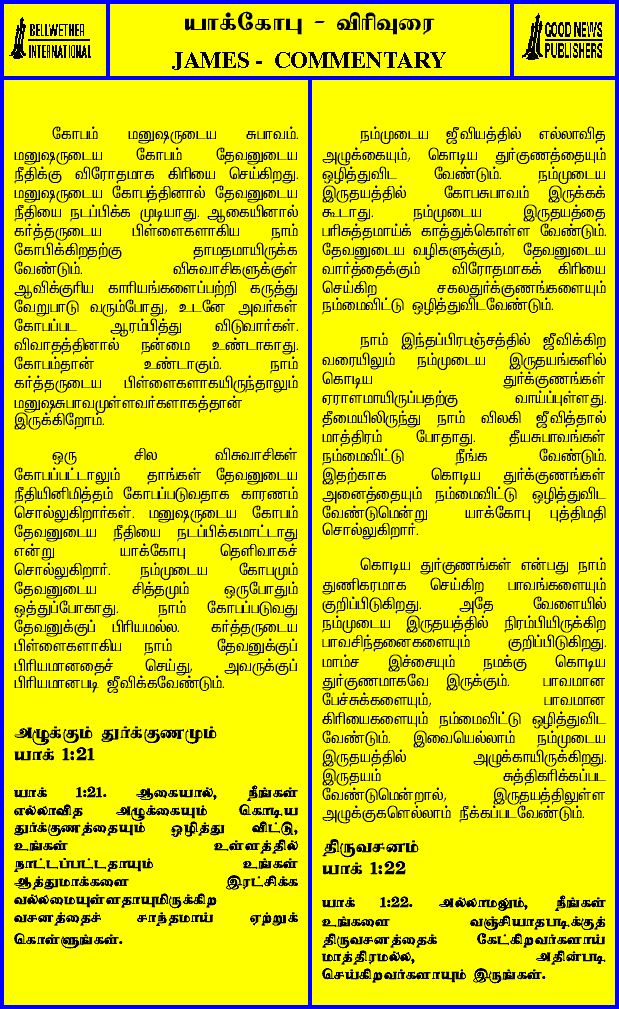 BELLWETHER
INTERNATIONAL
யாக்கோபு - விரிவுரை
JAMES - COMMENTARY
GOOD NEWS
PUBLISHERS
கோபம் மனுஷருடைய சுபாவம்.
மனுஷருடைய கோபம் தேவனுடைய
நீதிக்கு விரோதமாக கிரியை செய்கிறது.
மனுஷருடைய கோபத்தினால் தேவனுடைய
நீதியை நடப்பிக்க முடியாது. ஆகையினால்
கர்த்தருடைய பிள்ளைகளாகிய நாம்
கோபிக்கிறதற்கு தாமதமாயிருக்க
வேண்டும். விசுவாசிகளுக்குள்
ஆவிக்குரிய காரியங்களைப்பற்றி கருத்து
வேறுபாடு வரும்போது, உடனே அவர்கள்
கோபப்பட ஆரம்பித்து விடுவார்கள்.
விவாதத்தினால் நன்மை உண்டாகாது.
கோபம்தான் உண்டாகும். நாம்
கர்த்தருடைய பிள்ளைகளாகயிருந்தாலும்
மனுஷசுபாவமுள்ளவர்களாகத்தான்
இருக்கிறோம்.
ஒரு சில விசுவாசிகள்
கோபப்பட்டாலும் தாங்கள் தேவனுடைய
நீதியினிமித்தம் கோபப்படுவதாக காரணம்
சொல்லுகிறார்கள். மனுஷருடைய கோபம்
தேவனுடைய நீதியை நடப்பிக்கமாட்டாது
என்று யாக்கோபு தெளிவாகச்
சொல்லுகிறார். நம்முடைய கோபமும்
தேவனுடைய சித்தமும் ஒருபோதும்
ஒத்துப்போகாது. நாம் கோபப்படுவது
தேவனுக்குப் பிரியமல்ல. கர்த்தருடைய
பிள்ளைகளாகிய நாம் தேவனுக்குப்
பிரியமானதைச் செய்து, அவருக்குப்
பிரியமானபடி ஜீவிக்கவேண்டும்.
அழுக்கும் துர்க்குணமும்
யாக் 1:21
யாக் 1:21. ஆகையால், நீங்கள்
எல்லாவித அழுக்கையும் கொடிய
துர்க்குணத்தையும் ஒழித்து விட்டு,
உங்கள் உள்ளத்தில்
நாட்டப்பட்டதாயும் உங்கள்
ஆத்துமாக்களை இரட்சிக்க
வல்லமையுள்ளதாயுமிருக்கிற
வசனத்தைச் சாந்தமாய் ஏற்றுக்
கொள்ளுங்கள்.
நம்முடைய ஜீவியத்தில் எல்லாவித
அழுக்கையும், கொடிய துர்குணத்தையும்
ஒழித்துவிட வேண்டும். நம்முடைய
இருதயத்தில் கோபசுபாவம் இருக்கக்
கூடாது. நம்முடைய இருதயத்தை
பரிசுத்தமாய்க் காத்துக்கொள்ள வேண்டும்.
தேவனுடைய வழிகளுக்கும், தேவனுடைய
வார்த்தைக்கும் விரோதமாகக் கிரியை
செய்கிற சகலதுர்க்குணங்களையும்
நம்மைவிட்டு ஒழித்துவிடவேண்டும்.
நாம் இந்தப்பிரபஞ்சத்தில் ஜீவிக்கிற
வரையிலும் நம்முடைய இருதயங்களில்
கொடிய துர்க்குணங்கள்
ஏராளமாயிருப்பதற்கு வாய்ப்புள்ளது.
தீமையிலிருந்து நாம் விலகி ஜீவித்தால்
மாத்திரம் போதாது. தீயசுபாவங்கள்
நம்மைவிட்டு நீங்க வேண்டும்.
இதற்காக கொடிய துர்க்குணங்கள்
அனைத்தையும் நம்மைவிட்டு ஒழித்துவிட
வேண்டுமென்று யாக்கோபு புத்திமதி
சொல்லுகிறார்.
கொடிய துர்குணங்கள் என்பது நாம்
துணிகரமாக செய்கிற பாவங்களையும்
குறிப்பிடுகிறது. அதே வேளையில்
நம்முடைய இருதயத்தில் நிரம்பியிருக்கிற
பாவசிந்தனைகளையும் குறிப்பிடுகிறது.
மாம்ச இச்சையும் நமக்கு கொடிய
துர்குணமாகவே இருக்கும். பாவமான
பேச்சுக்களையும், பாவமான
கிரியைகளையும் நம்மைவிட்டு ஒழித்துவிட
வேண்டும். இவையெல்லாம் நம்முடைய
இருதயத்தில் அழுக்காயிருக்கிறது.
இருதயம் சுத்திகரிக்கப்பட
வேண்டுமென்றால், இருதயத்திலுள்ள
அழுக்குகளெல்லாம் நீக்கப்படவேண்டும்.
திருவசனம்
யாக் 1:22
யாக் 1:22. அல்லாமலும், நீங்கள்
உங்களை வஞ்சியாதபடிக்குத்
திருவசனத்தைக் கேட்கிறவர்களாய்
மாத்திரமல்ல, அதின்படி
செய்கிறவர்களாயும் இருங்கள்.